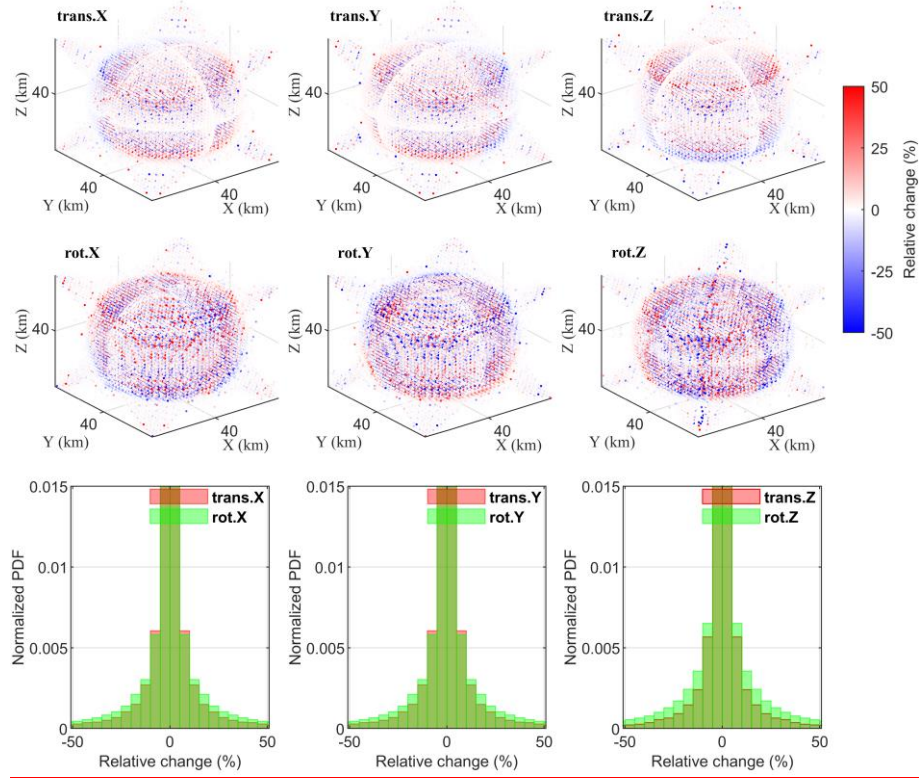 trans.X
trans.Y
trans.Z
Z (km)
40
Y (km)
40
40
X (km)
Z (km)
40
Y (km)
40
40
X (km)
Z (km)
40
Y (km)
40
40
X (km)
50
25
0
-25
-50
Relative change (%)
rot.X
rot.Y
rot.Z
Z (km)
40
Y (km)
40
40
X (km)
Z (km)
40
Y (km)
40
40
X (km)
Z (km)
40
Y (km)
40
40
X (km)
Normalized PDF
0.015
0.01
0.005
0
trans.X
rot.X
-50
0
50
Relative change (%)
Normalized PDF
0.015
0.01
0.005
0
trans.Y
rot.Y
-50
0
50
Relative change (%)
Normalized PDF
0.015
0.01
0.005
0
trans.Z
rot.Z
-50
0
50
Relative change (%)